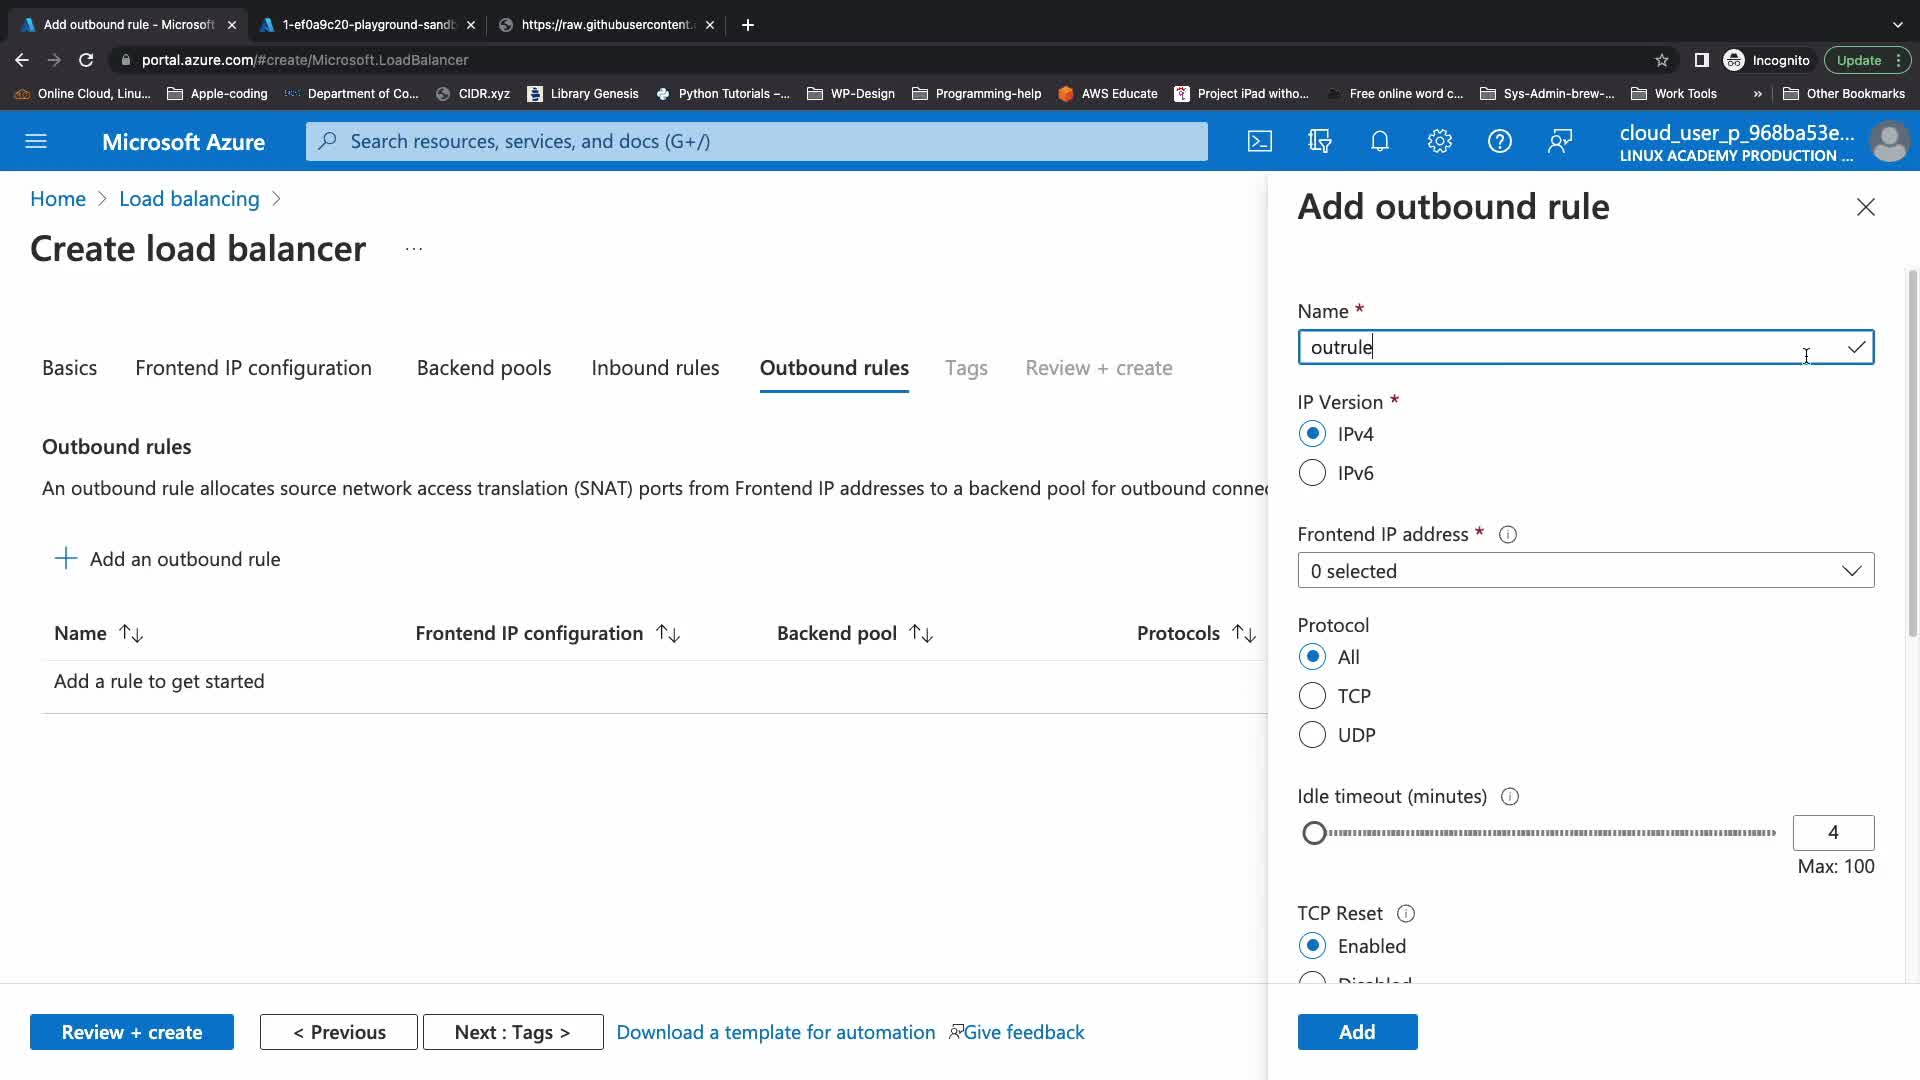 Add outbound rule - Microsoft
1-ef0a9c20-playground-sandb
https://raw.githubusercontent.
portal.azure.com/#create/Microsoft.LoadBalancer
Incognito
Update
Online Cloud, Linu...
Apple-coding
Department of Co...
CIDR.xyz
Library Genesis
Python Tutorials –...
WP-Design
Programming-help
AWS Educate
Project iPad witho...
Free online word c...
Sys-Admin-brew-...
Work Tools
»
Other Bookmarks
Microsoft Azure
Search resources, services, and docs (G+/)
cloud_user_p_968ba53e...
LINUX ACADEMY PRODUCTION ...
Home > Load balancing >
Create load balancer ...
Basics
Frontend IP configuration
Backend pools
Inbound rules
Outbound rules
Tags
Review + create
Outbound rules
An outbound rule allocates source network access translation (SNAT) ports from Frontend IP addresses to a backend pool for outbound connec
+ Add an outbound rule
Name ↑↓
Frontend IP configuration ↑↓
Backend pool ↑↓
Protocols ↑↓
Add a rule to get started
Review + create
< Previous
Next : Tags >
Download a template for automation
Give feedback
Add outbound rule
Name *
outrule
IP Version *
IPv4
IPv6
Frontend IP address *
0 selected
Protocol
All
TCP
UDP
Idle timeout (minutes)
4
Max: 100
TCP Reset
Enabled
Disabled
Add